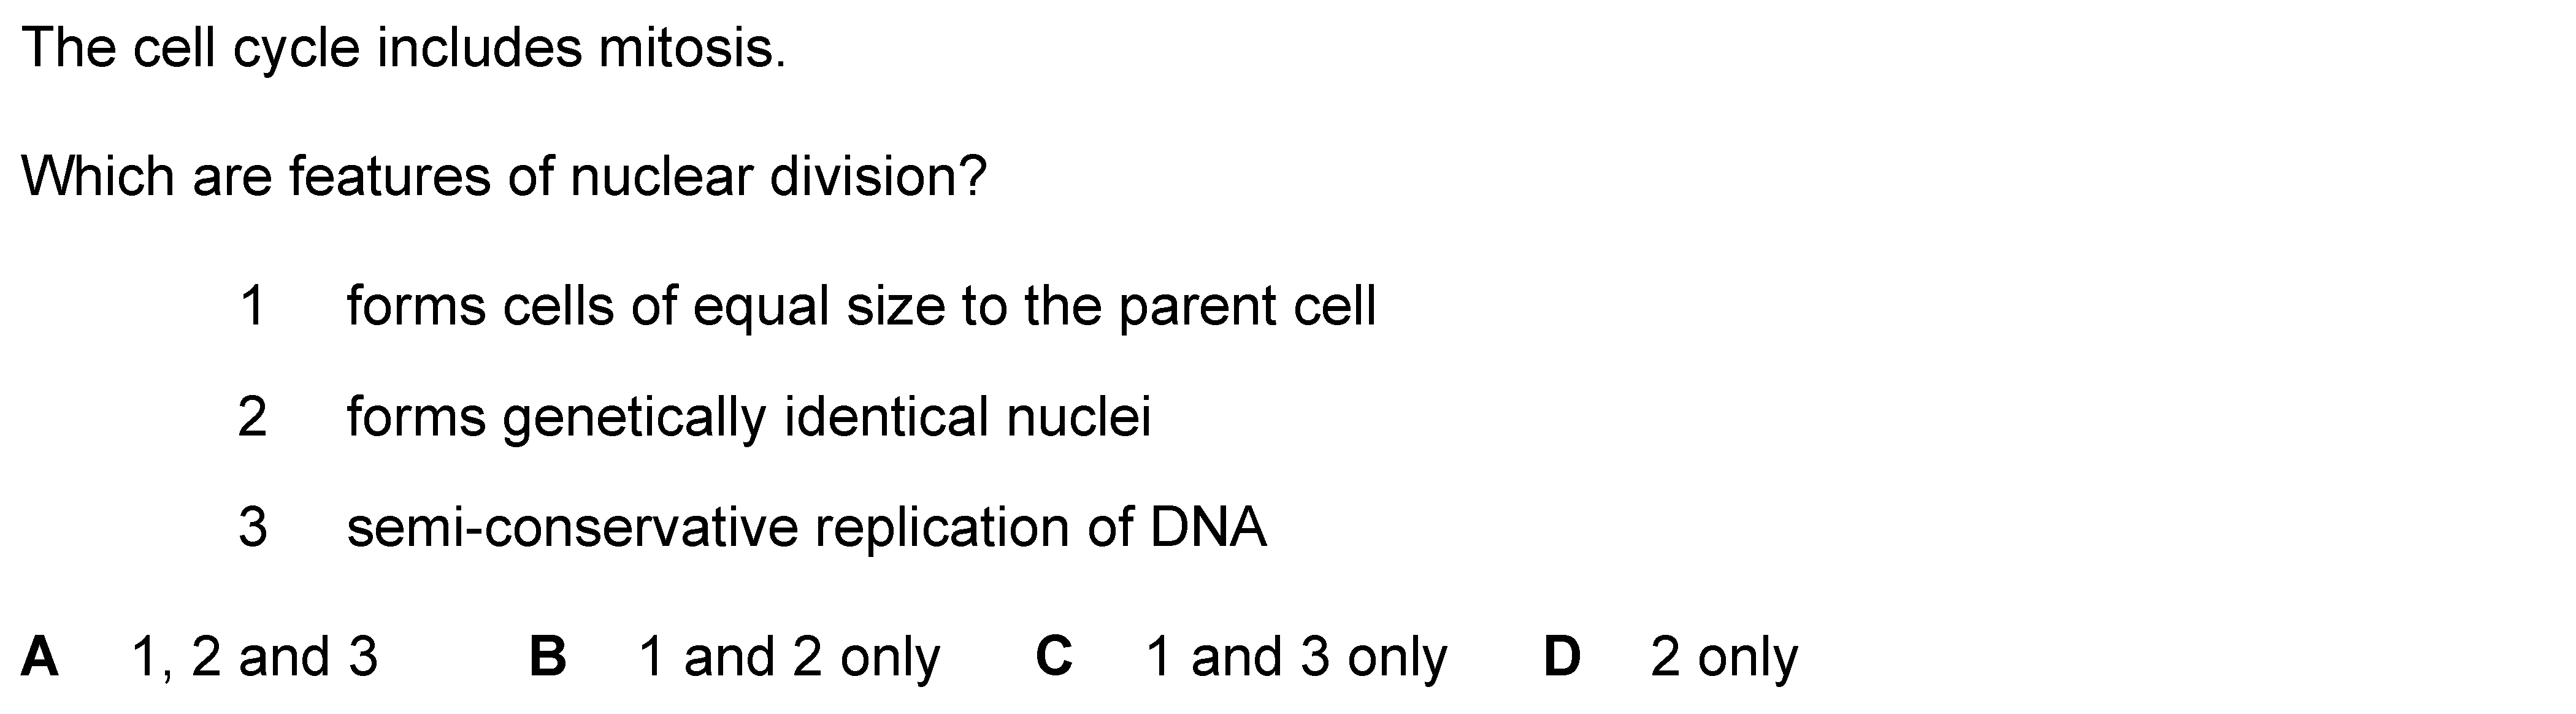 The cell cycle includes mitosis.
Which are features of nuclear division?
1 forms cells of equal size to the parent cell
2 forms genetically identical nuclei
3 semi-conservative replication of DNA
A 1, 2 and 3 B 1 and 2 only C 1 and 3 only D 2 only